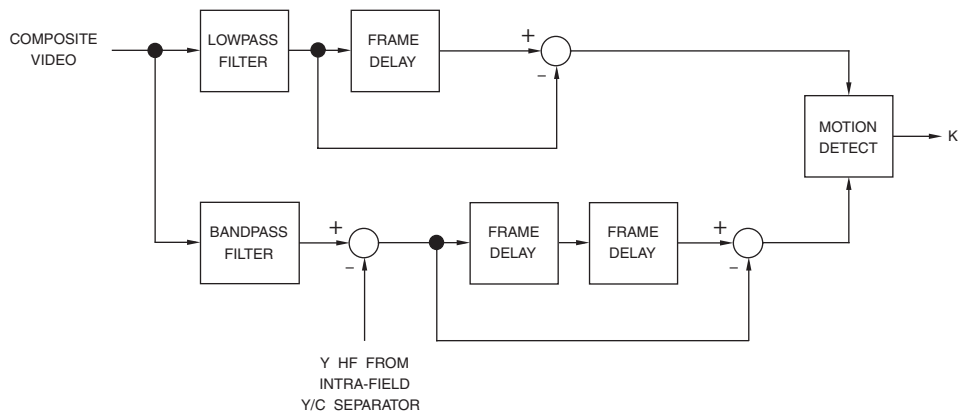 COMPOSITE
VIDEO
LOWPASS
FILTER
FRAME
DELAY
+
–
MOTION
DETECT
K
BANDPASS
FILTER
+
–
FRAME
DELAY
FRAME
DELAY
+
–
Y HF FROM
INTRA-FIELD
Y/C SEPARATOR